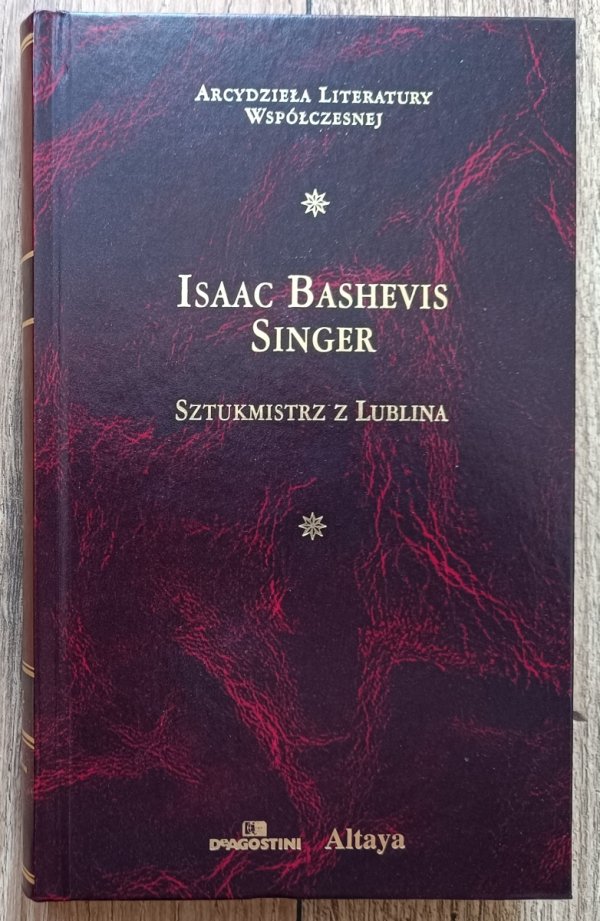 Arcydzieła Literatury
Współczesnej
Isaac Bashevis
Singer
Sztukmistrz z Lublina
DeAGOSTINI Altaya